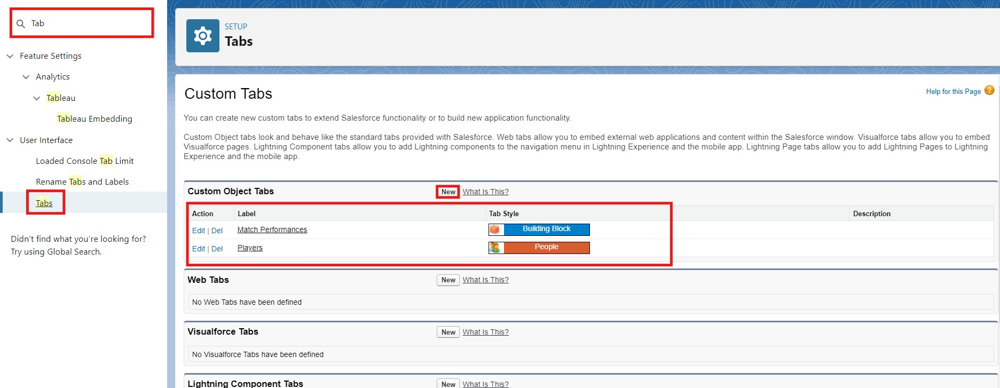 Tab
Feature Settings
Analytics
Tableau
Tableau Embedding
User Interface
Loaded Console Tab Limit
Rename Tabs and Labels
Tabs
Didn't find what you're looking for?
Try using Global Search.
SETUP
Tabs
Custom Tabs
Help for this Page ?
You can create new custom tabs to extend Salesforce functionality or to build new application functionality.
Custom Object tabs look and behave like the standard tabs provided with Salesforce. Web tabs allow you to embed external web applications and content within the Salesforce window. Visualforce tabs allow you to embed
Visualforce pages. Lightning Component tabs allow you to add Lightning components to the navigation menu in Lightning Experience and the mobile app. Lightning Page tabs allow you to add Lightning Pages to Lightning
Experience and the mobile app.
Custom Object Tabs New What Is This?
Action Label Tab Style Description
Edit | Del Match Performances Building Block
Edit | Del Players People
Web Tabs New What Is This?
No Web Tabs have been defined
Visualforce Tabs New What Is This?
No Visualforce Tabs have been defined
Lightning Component Tabs New What Is This?